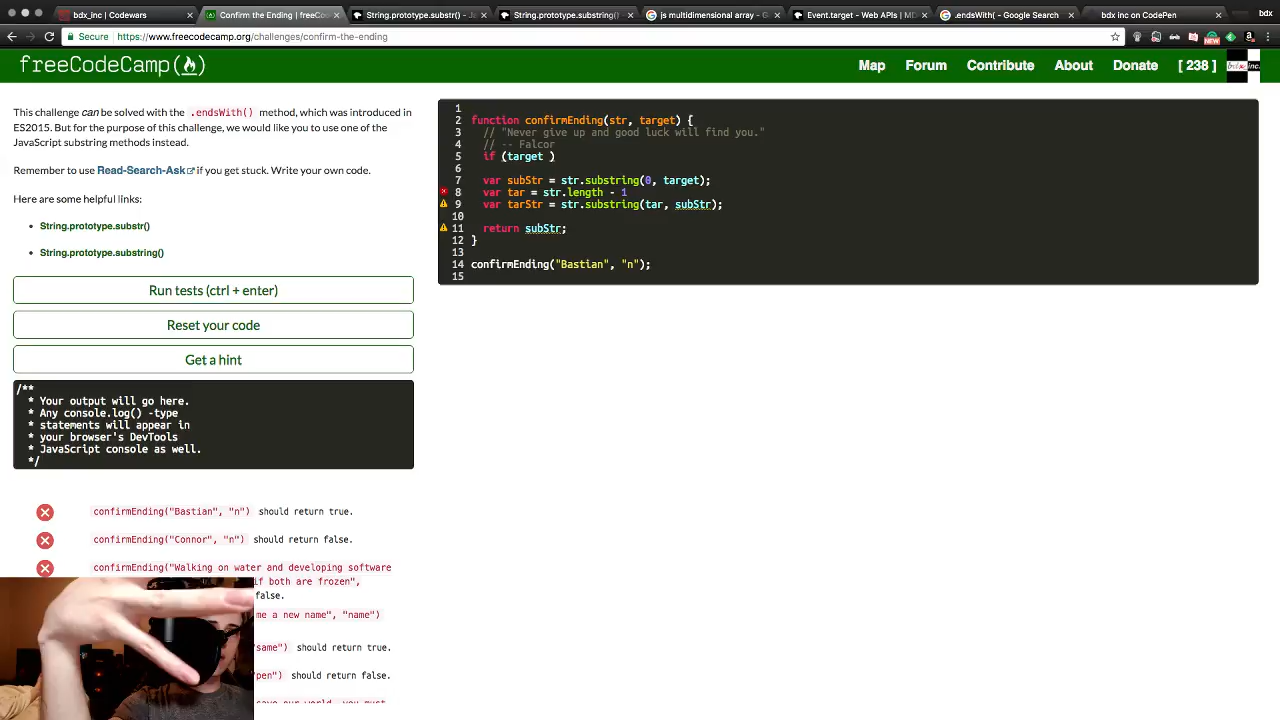 bdx_inc | Codewars
Confirm the Ending | freeCod
String.prototype.substr() - Ja
String.prototype.substring()
js multidimensional array - G
Event.target - Web APIs | MD
.endsWith( - Google Search
bdx inc on CodePen
bdx
Secure
https://www.freecodecamp.org/challenges/confirm-the-ending
NEW
freeCodeCamp
Map
Forum
Contribute
About
Donate
[ 238 ]
bdx inc.
This challenge can be solved with the .endsWith() method, which was introduced in
ES2015. But for the purpose of this challenge, we would like you to use one of the
JavaScript substring methods instead.
Remember to use Read-Search-Ask if you get stuck. Write your own code.
Here are some helpful links:
String.prototype.substr()
String.prototype.substring()
Run tests (ctrl + enter)
Reset your code
Get a hint
/**
* Your output will go here.
* Any console.log() -type
* statements will appear in
* your browser's DevTools
* JavaScript console as well.
*/
confirmEnding("Bastian", "n") should return true.
confirmEnding("Connor", "n") should return false.
confirmEnding("Walking on water and developing software
if both are frozen",
false.
me a new name", "name")
"same") should return true.
"pen") should return false.
save our world, you must
1
2 function confirmEnding(str, target) {
3 // "Never give up and good luck will find you."
4 // -- Falcor
5 if (target )
6
7 var subStr = str.substring(0, target);
8 var tar = str.length - 1
9 var tarStr = str.substring(tar, subStr);
10
11 return subStr;
12 }
13
14 confirmEnding("Bastian", "n");
15